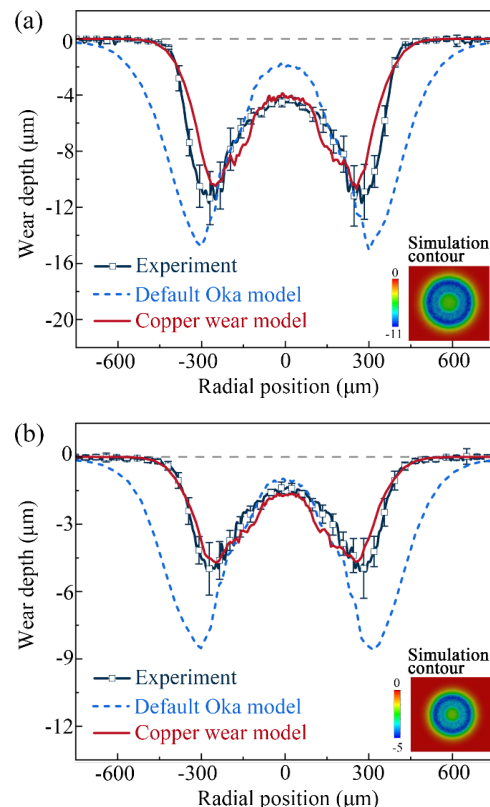 (a)
0
-4
-8
-12
-16
-20
Wear depth (μm)
Experiment
Default Oka model
Copper wear model
Simulation
contour
0
-11
-600
-300
0
300
600
Radial position (μm)
(b)
0
-3
-6
-9
-12
Wear depth (μm)
Experiment
Default Oka model
Copper wear model
Simulation
contour
0
-5
-600
-300
0
300
600
Radial position (μm)